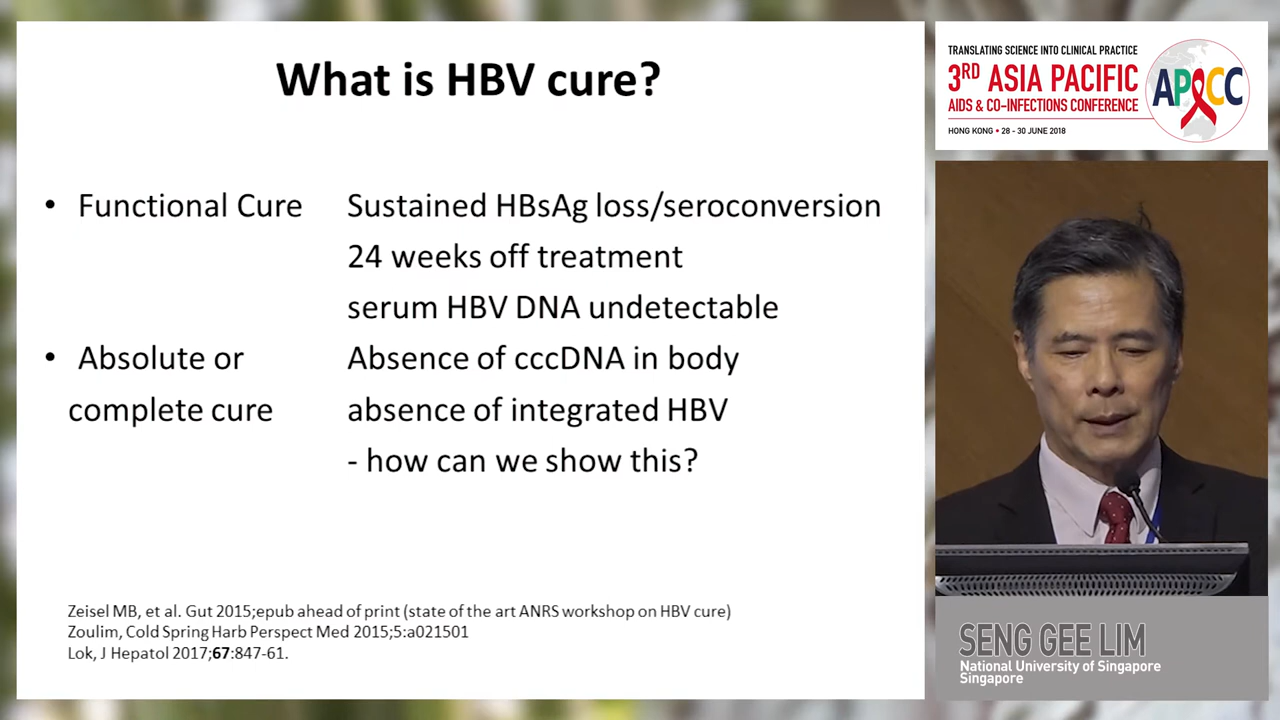 What is HBV cure?
• Functional Cure Sustained HBsAg loss/seroconversion
24 weeks off treatment
serum HBV DNA undetectable
• Absolute or Absence of cccDNA in body
complete cure absence of integrated HBV
- how can we show this?
Zeisel MB, et al. Gut 2015;epub ahead of print (state of the art ANRS workshop on HBV cure)
Zoulim, Cold Spring Harb Perspect Med 2015;5:a021501
Lok, J Hepatol 2017;67:847-61.
TRANSLATING SCIENCE INTO CLINICAL PRACTICE
3RD ASIA PACIFIC
AIDS & CO-INFECTIONS CONFERENCE
HONG KONG • 28 - 30 JUNE 2018
APACC
SENG GEE LIM
National University of Singapore
Singapore